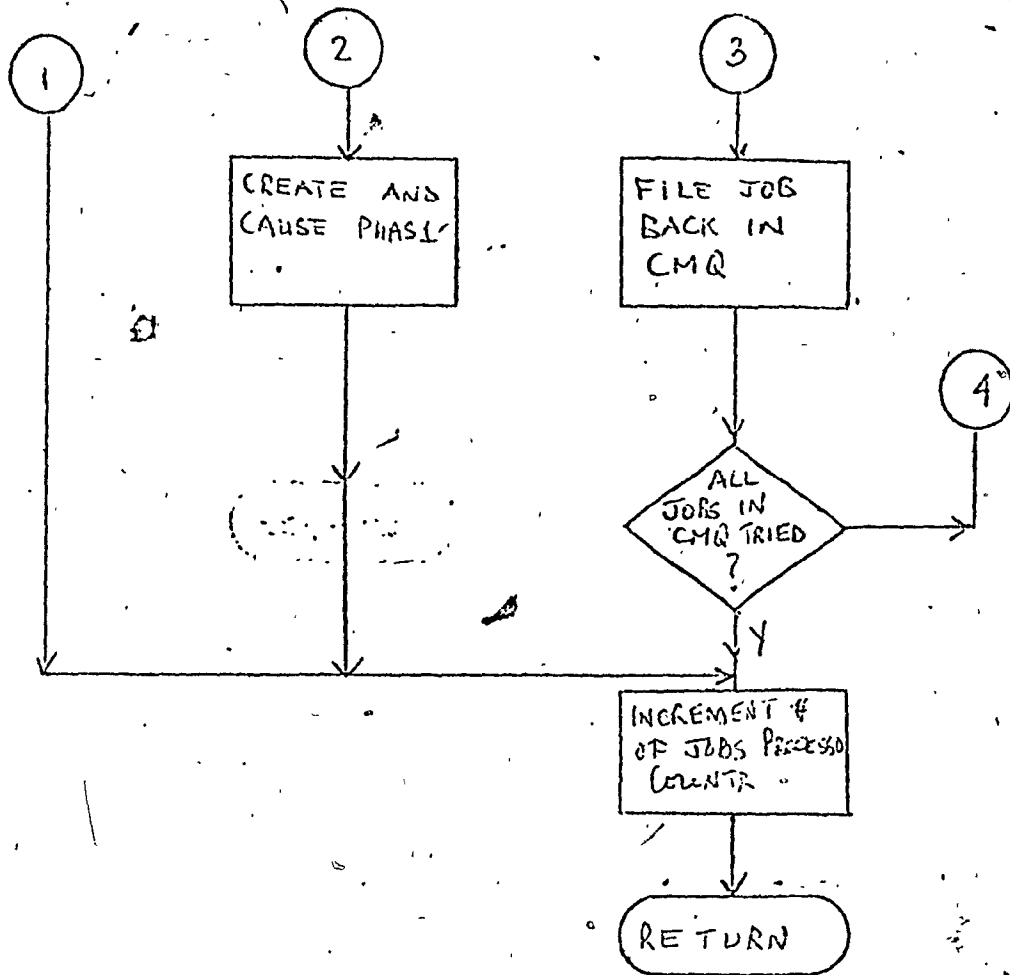 1
2
3
CREATE AND
CAUSE PHAS1
FILE JOB
BACK IN
CMQ
4
ALL
JOBS IN
CMQ TRIED
?
Y
INCREMENT #
OF JOBS
COUNTR
RETURN